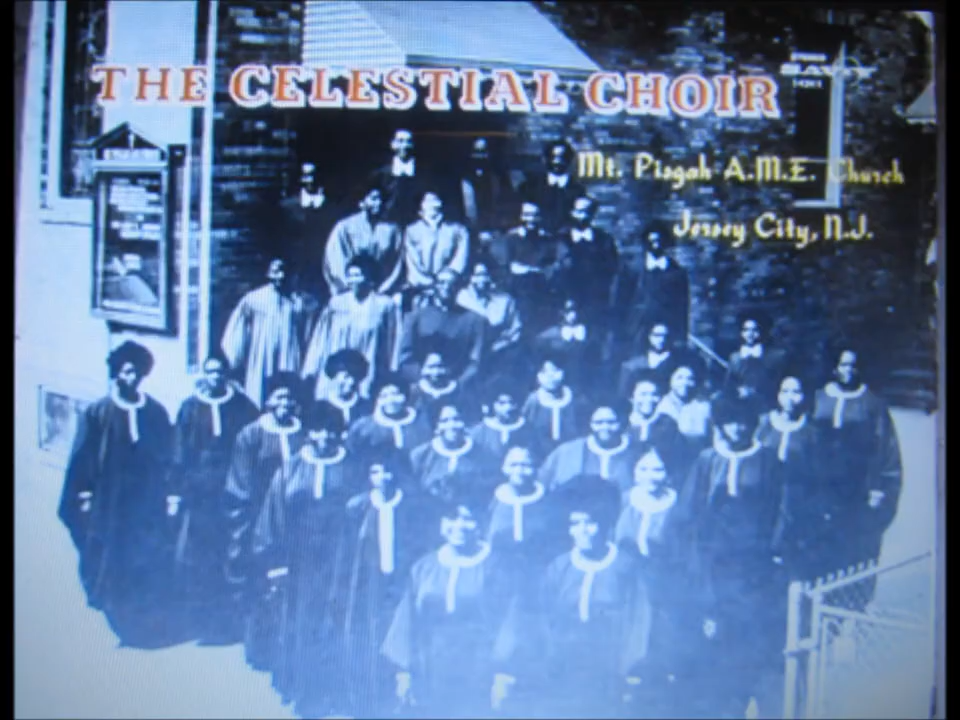 THE CELESTIAL CHOIR
SAVOY
Mt. Pisgah A.M.E. Church
Jersey City, N.J.